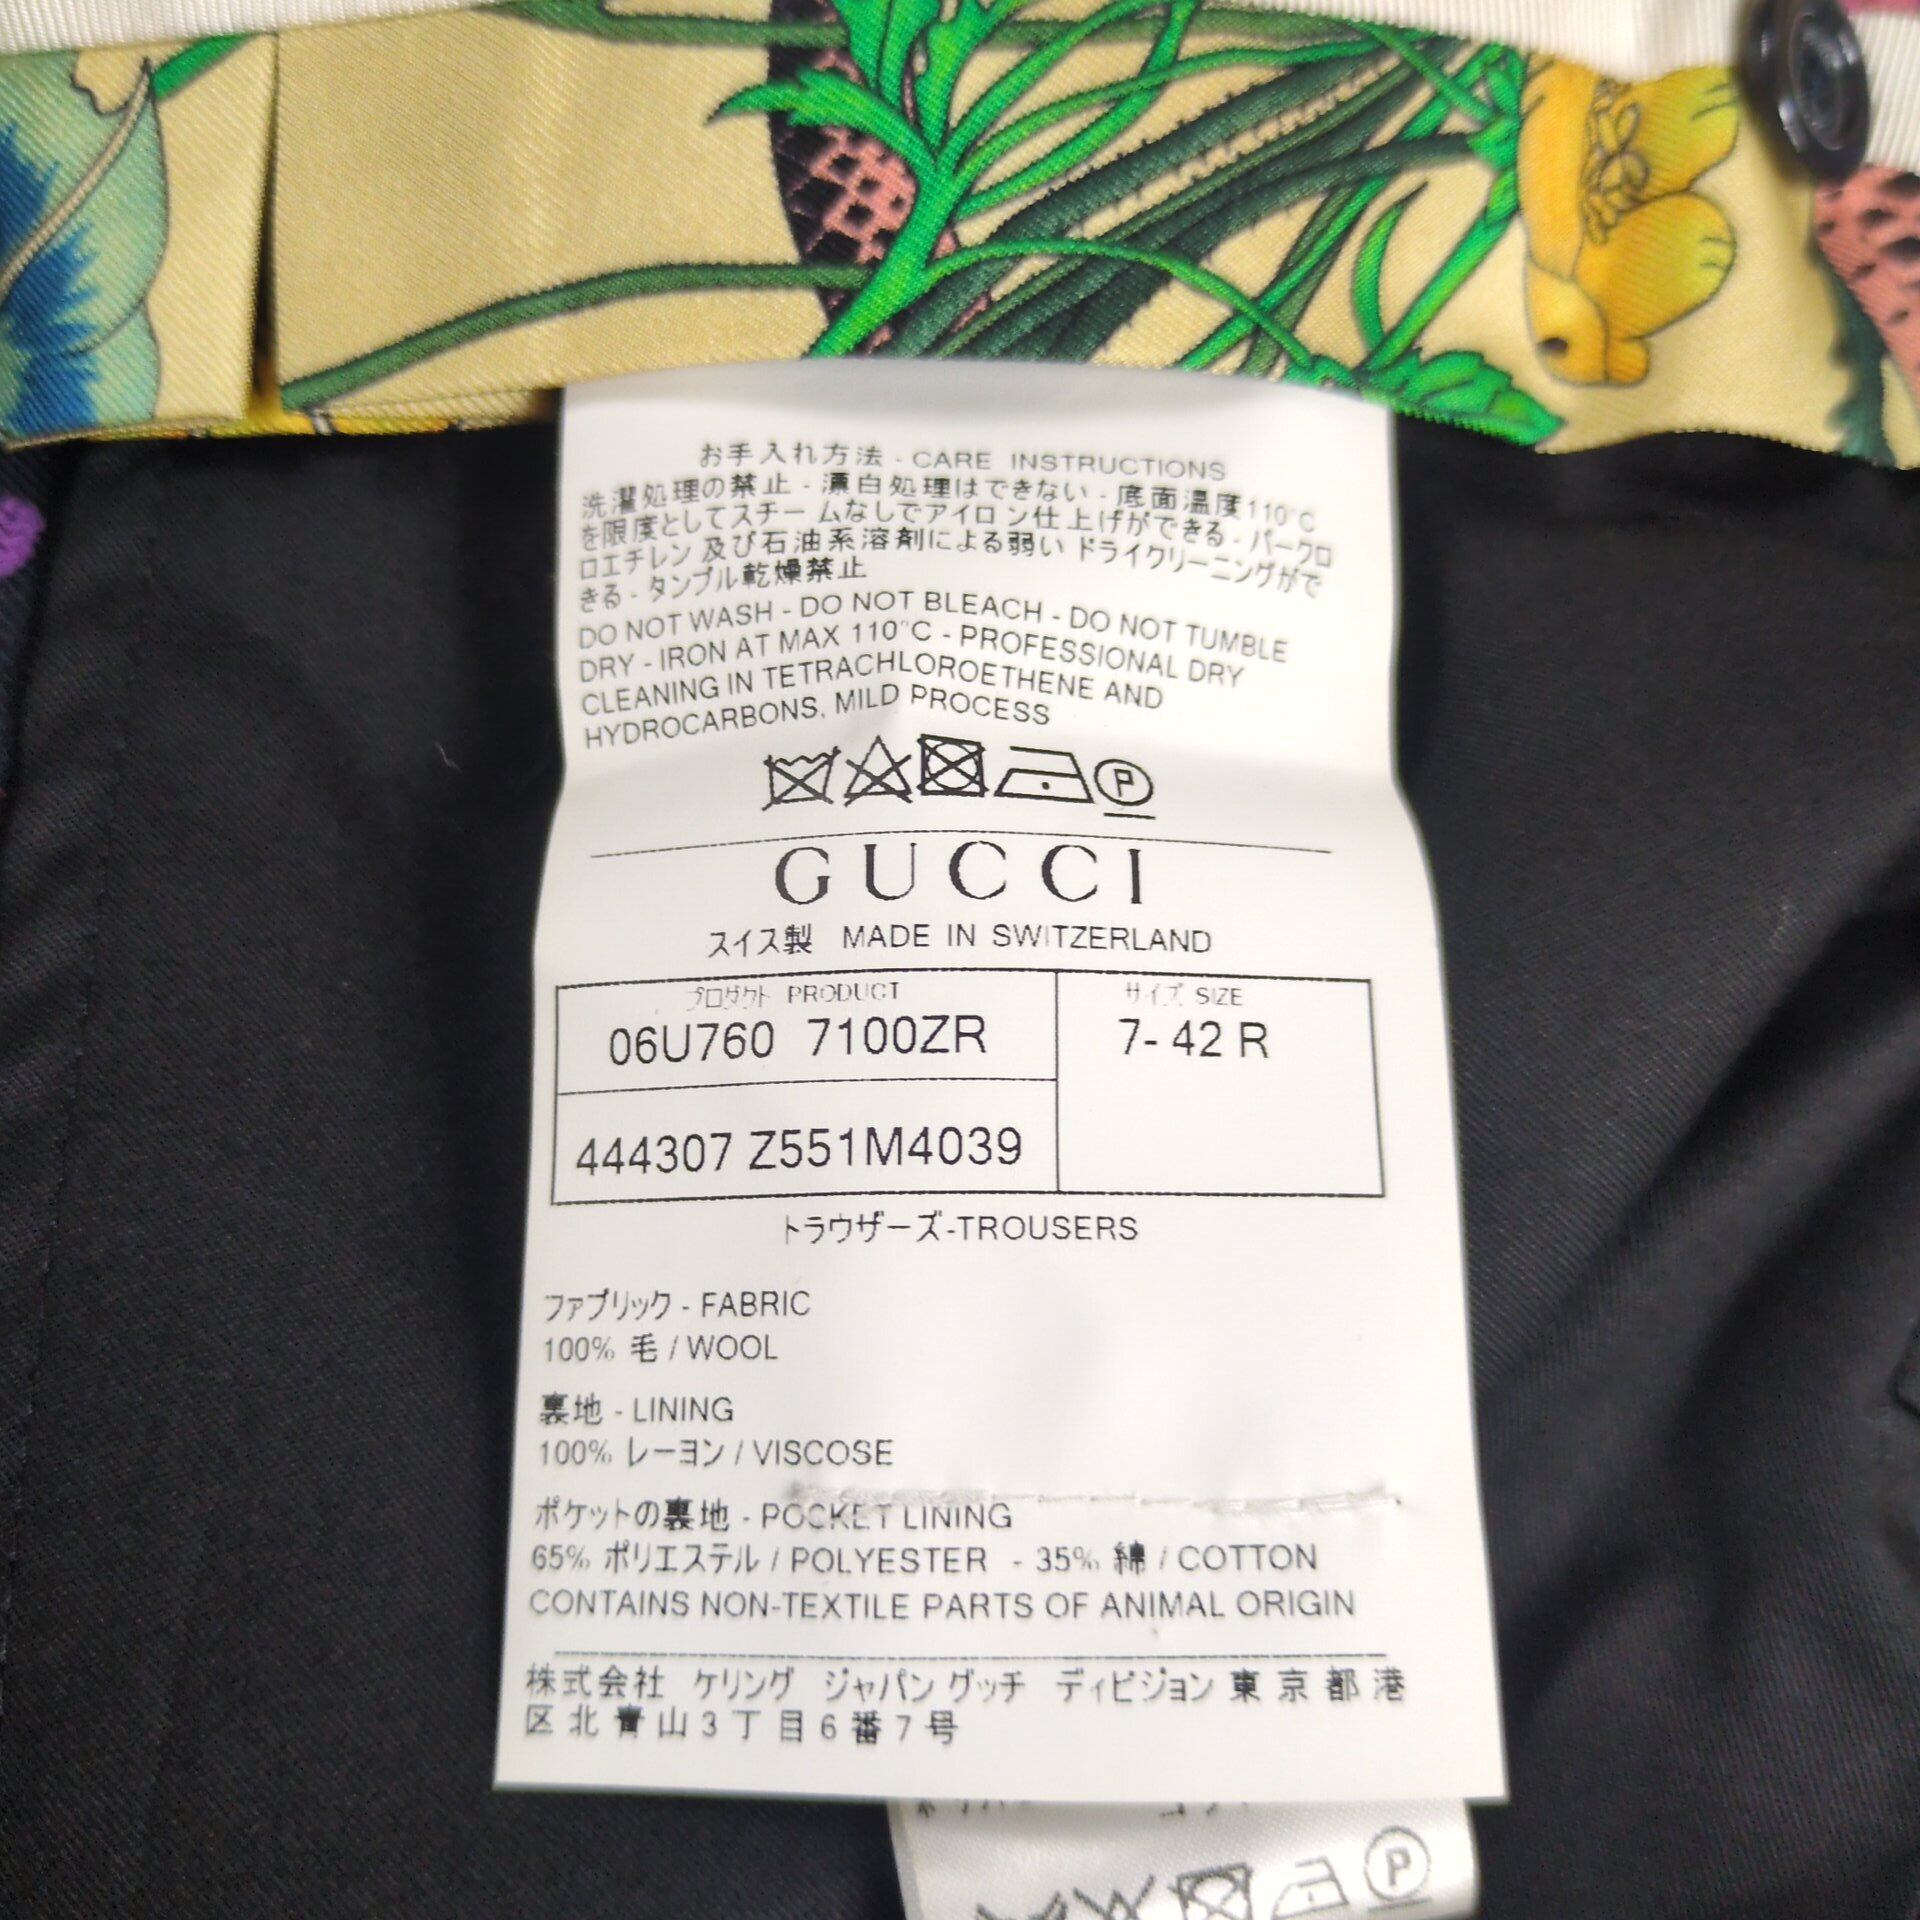 お手入れ方法 - CARE INSTRUCTIONS
洗濯処理の禁止 - 漂白処理はできない - 底面温度110°C
を限度としてスチームなしでアイロン仕上げができる - パークロ
ロエチレン及び石油系溶剤による弱いドライクリーニングがで
きる - タンブル乾燥禁止
DO NOT WASH - DO NOT BLEACH - DO NOT TUMBLE
DRY - IRON AT MAX 110°C - PROFESSIONAL DRY
CLEANING IN TETRACHLOROETHENE AND
HYDROCARBONS, MILD PROCESS
P
GUCCI
スイス製 MADE IN SWITZERLAND
プロダクト PRODUCT
サイズ SIZE
06U760 7100ZR
7- 42 R
444307 Z551M4039
トラウザーズ-TROUSERS
ファブリック - FABRIC
100% 毛 / WOOL
裏地 - LINING
100% レーヨン / VISCOSE
ポケットの裏地 - POCKET LINING
65% ポリエステル / POLYESTER - 35% 綿 / COTTON
CONTAINS NON-TEXTILE PARTS OF ANIMAL ORIGIN
株式会社 ケリング ジャパン グッチ ディビジョン 東京都港
区北青山3丁目6番7号
P